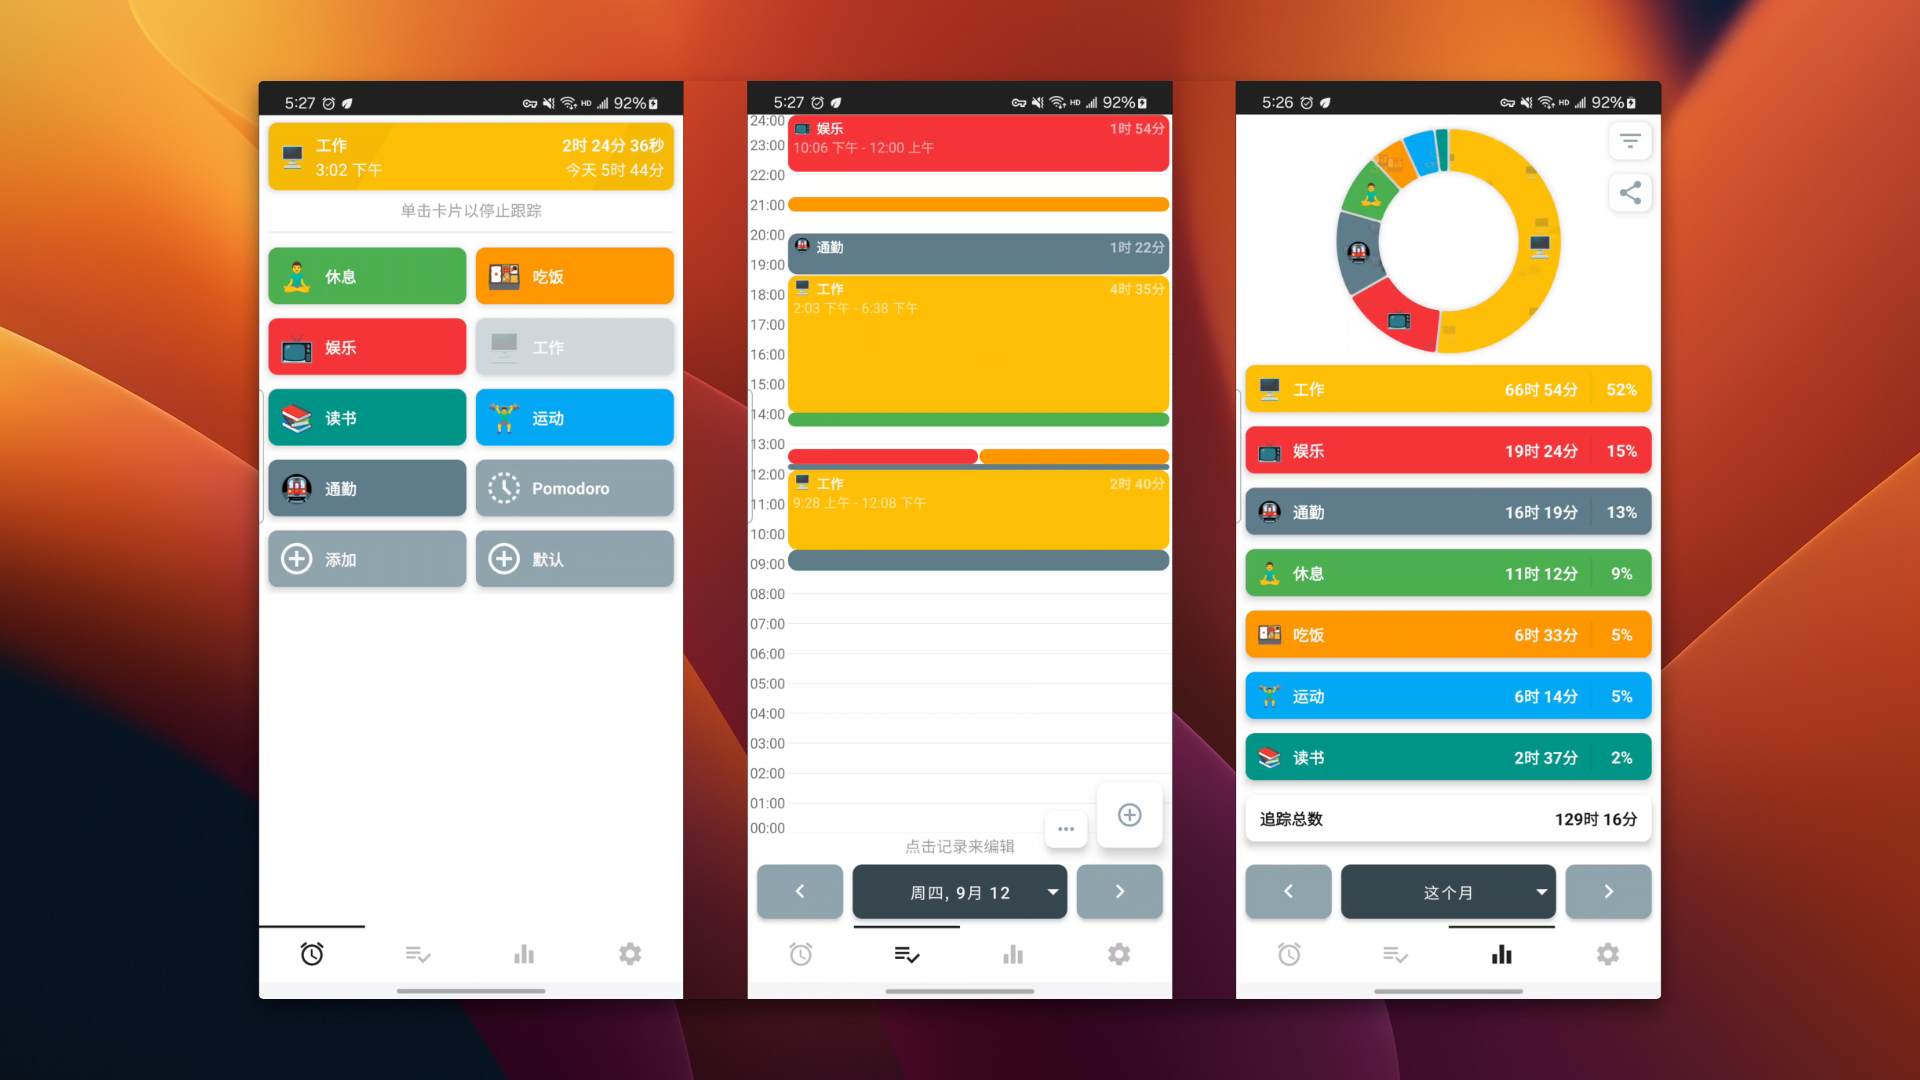 5:27
HD 92%
工作
2时 24分 36秒
3:02 下午
今天 5时 44分
单击卡片以停止跟踪
休息
吃饭
娱乐
工作
读书
运动
通勤
Pomodoro
添加
默认
5:27
HD 92%
24:00
娱乐
1时 54分
23:00
10:06 下午 - 12:00 上午
22:00
21:00
20:00
通勤
1时 22分
19:00
18:00
工作
4时 35分
2:03 下午 - 6:38 下午
17:00
16:00
15:00
14:00
13:00
12:00
工作
2时 40分
11:00
9:28 上午 - 12:08 下午
10:00
09:00
08:00
07:00
06:00
05:00
04:00
03:00
02:00
01:00
00:00
点击记录来编辑
周四, 9月 12
5:26
HD 92%
工作 66时 54分 52%
娱乐 19时 24分 15%
通勤 16时 19分 13%
休息 11时 12分 9%
吃饭 6时 33分 5%
运动 6时 14分 5%
读书 2时 37分 2%
追踪总数 129时 16分
这个月